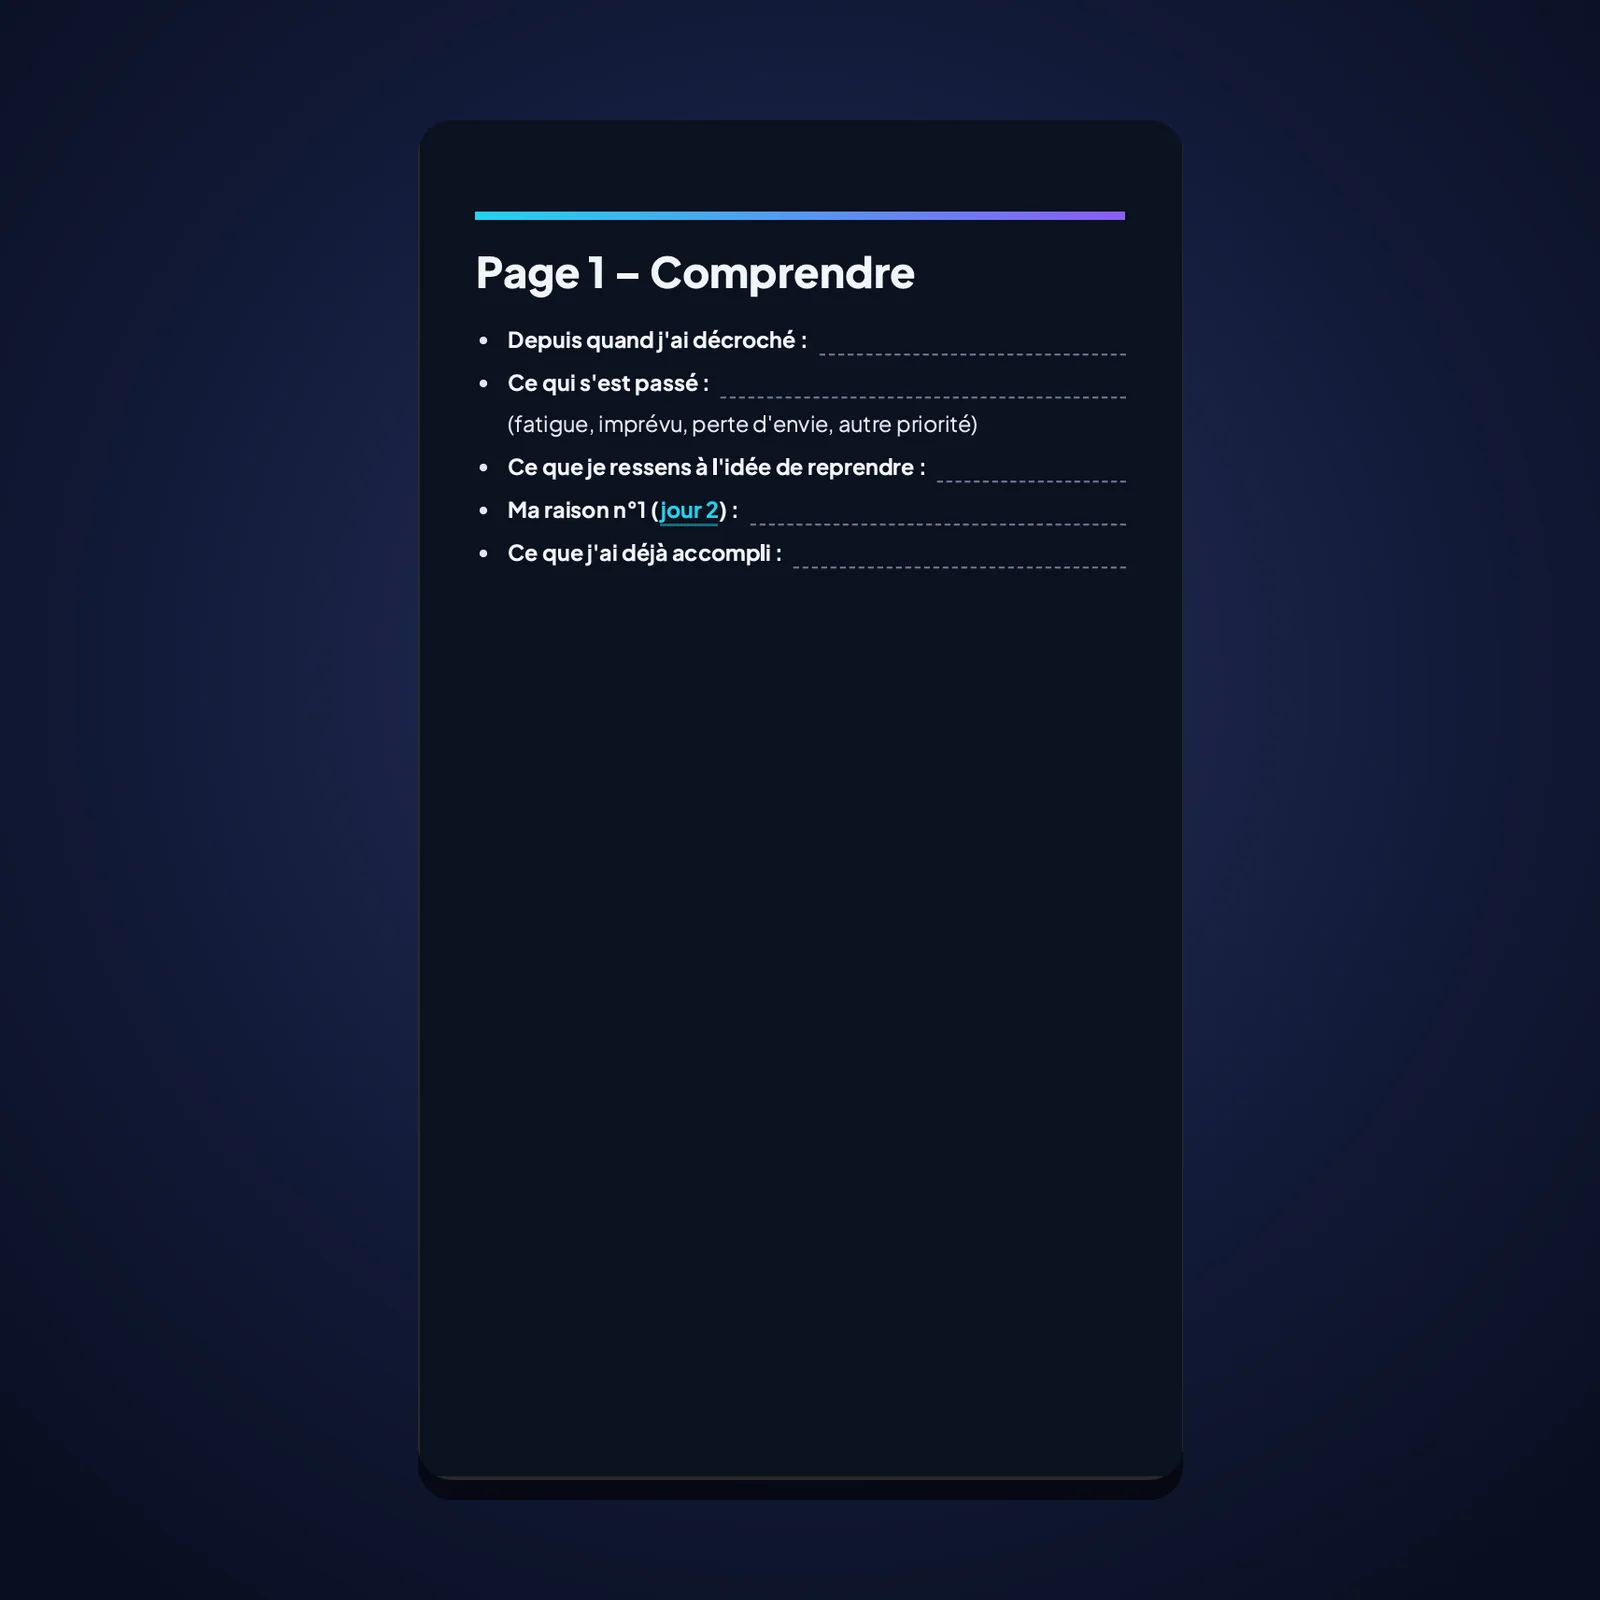 Page 1 – Comprendre
• Depuis quand j'ai décroché :
• Ce qui s'est passé :
(fatigue, imprévu, perte d'envie, autre priorité)
• Ce que je ressens à l'idée de reprendre :
• Ma raison n°1 (jour 2) :
• Ce que j'ai déjà accompli :